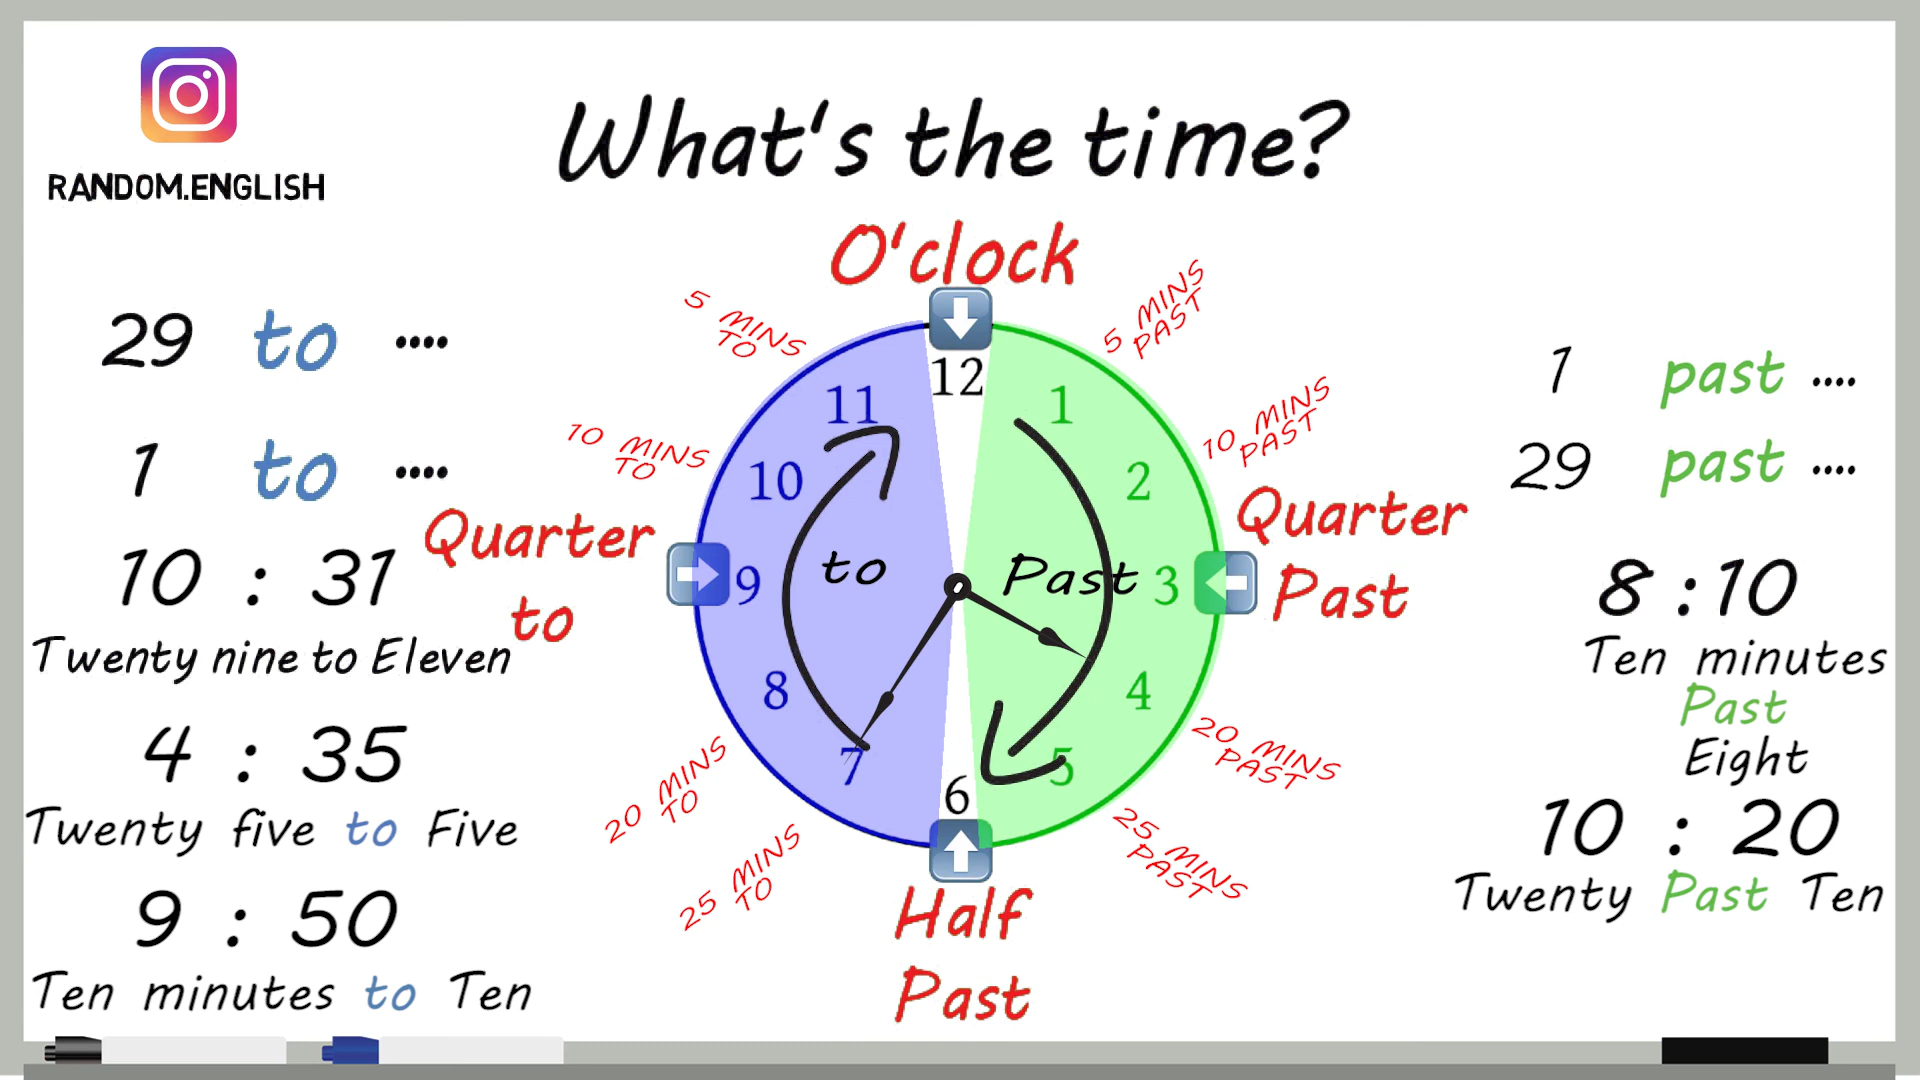 RANDOM.ENGLISH
What's the time?
O'clock
29 to ....
1 to ....
10 : 31
Twenty nine to Eleven
4 : 35
Twenty five to Five
9 : 50
Ten minutes to Ten
5 MINS
TO
10 MINS
TO
Quarter
to
20 MINS
TO
25 MINS
TO
12
11
1
10
2
9
to
Past
3
8
4
7
5
6
Half
Past
5 MINS
PAST
10 MINS
PAST
Quarter
Past
20 MINS
PAST
25 MINS
PAST
1 past ....
29 past ....
8 : 10
Ten minutes
Past
Eight
10 : 20
Twenty Past Ten